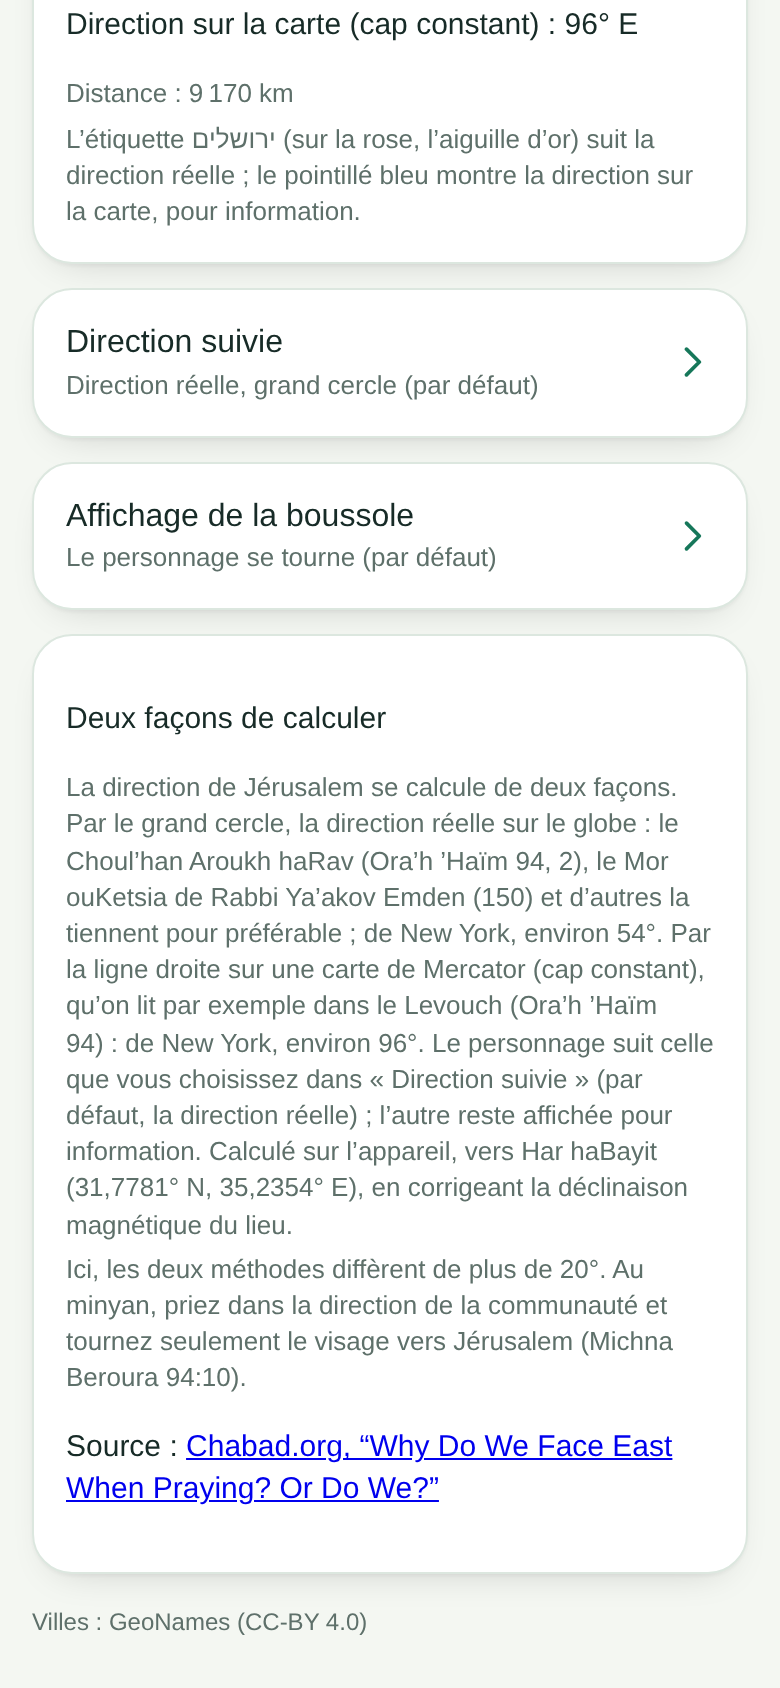 Direction sur la carte (cap constant) : 96° E
Distance : 9 170 km
L’étiquette ירושלים (sur la rose, l’aiguille d’or) suit la
direction réelle ; le pointillé bleu montre la direction sur
la carte, pour information.
Direction suivie
Direction réelle, grand cercle (par défaut)
Affichage de la boussole
Le personnage se tourne (par défaut)
Deux façons de calculer
La direction de Jérusalem se calcule de deux façons.
Par le grand cercle, la direction réelle sur le globe : le
Choul’han Aroukh haRav (Ora’h ’Haïm 94, 2), le Mor
ouKetsia de Rabbi Ya’akov Emden (150) et d’autres la
tiennent pour préférable ; de New York, environ 54°. Par
la ligne droite sur une carte de Mercator (cap constant),
qu’on lit par exemple dans le Levouch (Ora’h ’Haïm
94) : de New York, environ 96°. Le personnage suit celle
que vous choisissez dans « Direction suivie » (par
défaut, la direction réelle) ; l’autre reste affichée pour
information. Calculé sur l’appareil, vers Har haBayit
(31,7781° N, 35,2354° E), en corrigeant la déclinaison
magnétique du lieu.
Ici, les deux méthodes diffèrent de plus de 20°. Au
minyan, priez dans la direction de la communauté et
tournez seulement le visage vers Jérusalem (Michna
Beroura 94:10).
Source : Chabad.org, “Why Do We Face East
When Praying? Or Do We?”
Villes : GeoNames (CC-BY 4.0)